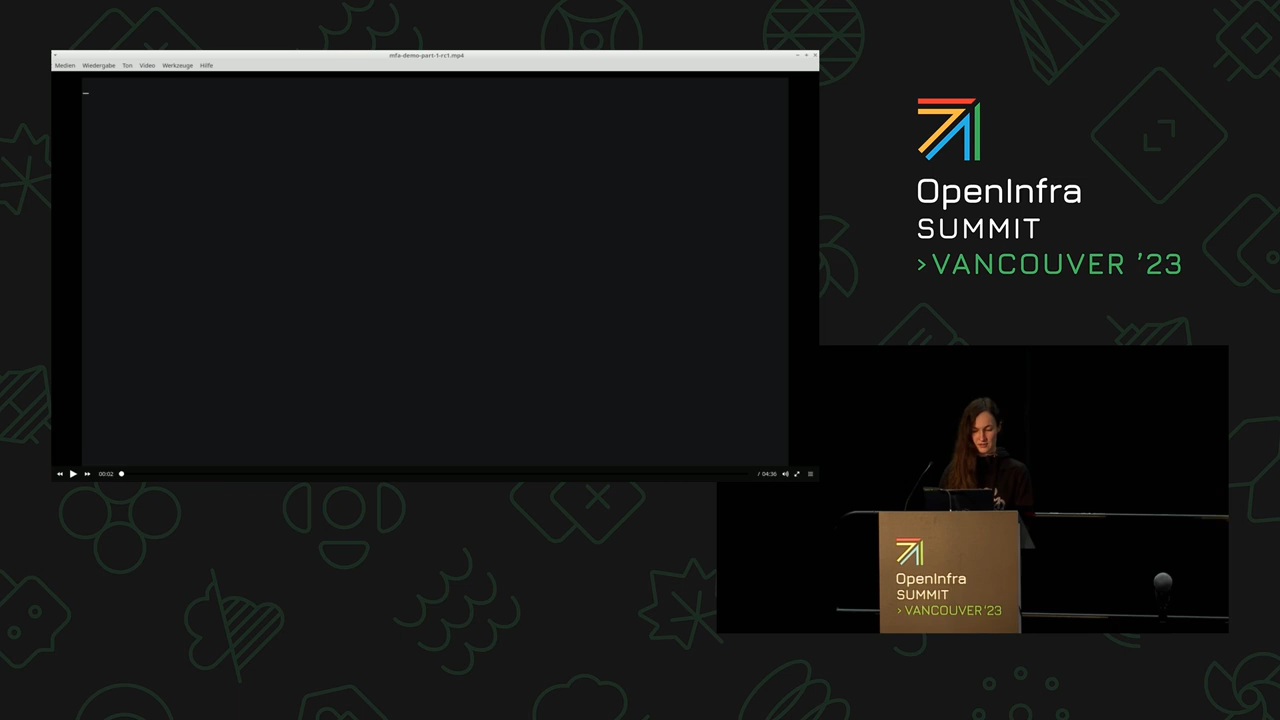 mfa-demo-part-1-rc1.mp4
Medien Wiedergabe Ton Video Werkzeuge Hilfe
00:02 / 04:36
OpenInfra
SUMMIT
>VANCOUVER '23
OpenInfra
SUMMIT
>VANCOUVER '23